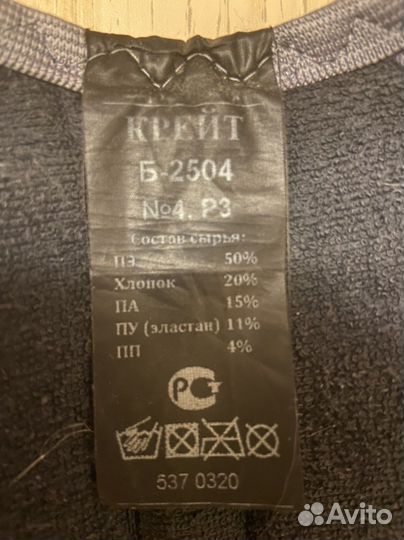 КРЕЙТ
Б-2504
№4. Р3
Состав сырья:
ПЭ 50%
Хлопок 20%
ПА 15%
ПУ (эластан) 11%
ПП 4%
РСТ
537 0320
Avito